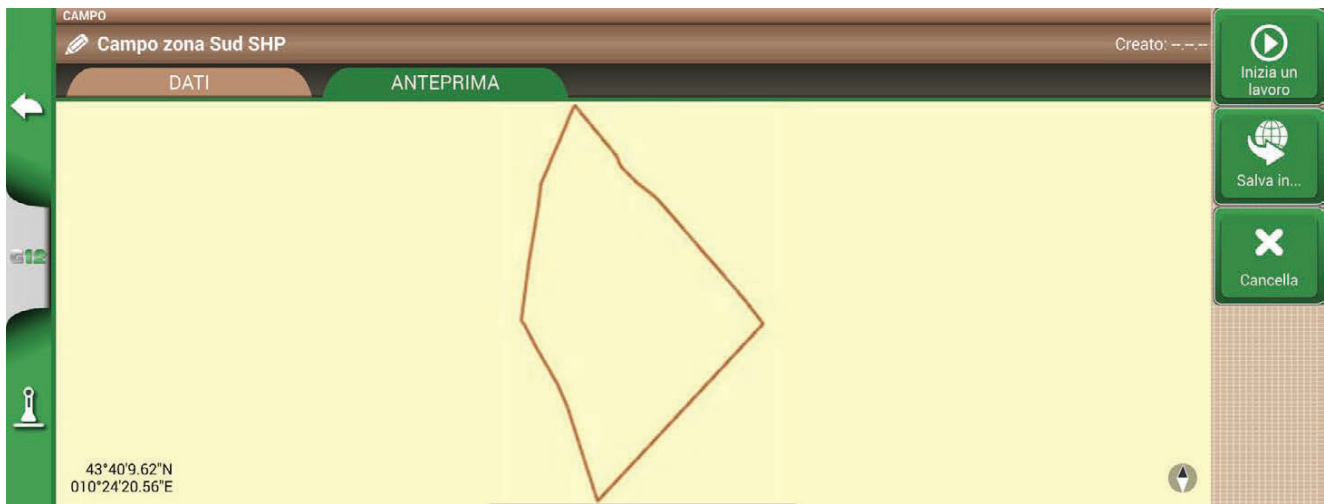 CAMPO
Campo zona Sud SHP
Creato: --.--.--
DATI
ANTEPRIMA
Inizia un
lavoro
Salva in...
G12
Cancella
43°40'9.62"N
010°24'20.56"E